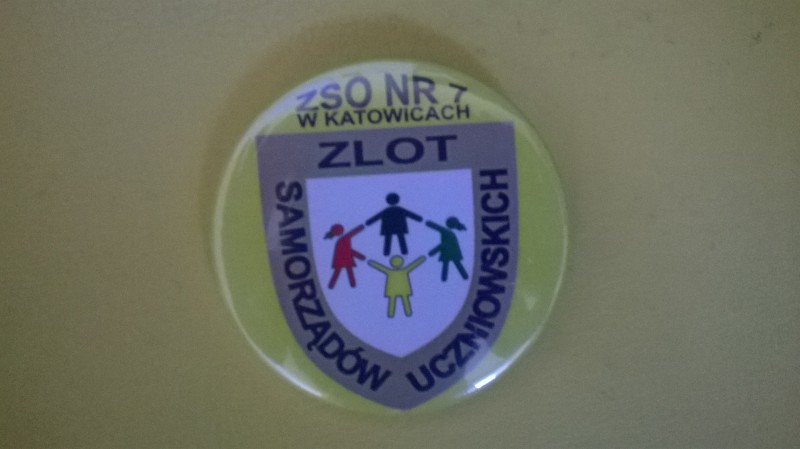 ZSO NR 7
W KATOWICACH
ZLOT
SAMORZĄDÓW
UCZNIOWSKICH